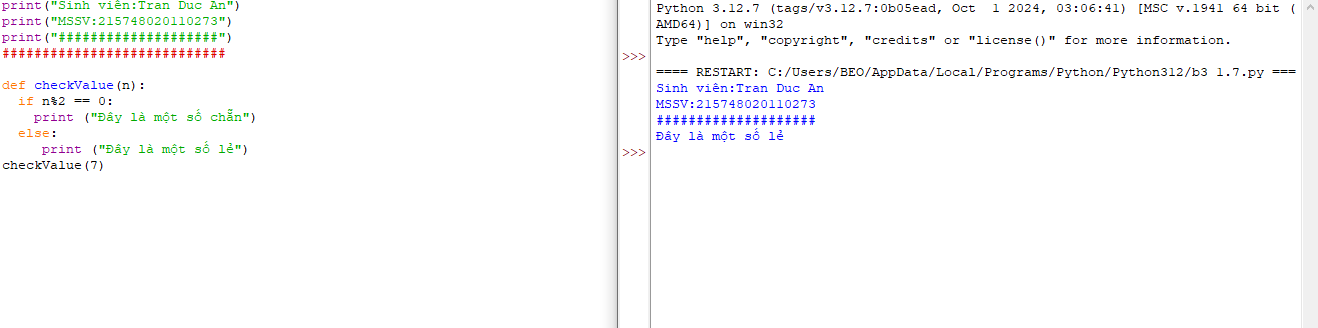 print("Sinh viên:Tran Duc An")
print("MSSV:215748020110273")
print("####################")
############################
def checkValue(n):
  if n%2 == 0:
    print ("Đây là một số chẵn")
  else:
     print ("Đây là một số lẻ")
checkValue(7)
Python 3.12.7 (tags/v3.12.7:0b05ead, Oct  1 2024, 03:06:41) [MSC v.1941 64 bit (
AMD64)] on win32
Type "help", "copyright", "credits" or "license()" for more information.
>>>
==== RESTART: C:/Users/BEO/AppData/Local/Programs/Python/Python312/b3 1.7.py ===
Sinh viên:Tran Duc An
MSSV:215748020110273
####################
Đây là một số lẻ
>>>